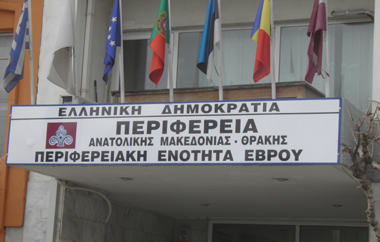 ΕΛΛΗΝΙΚΗ ΔΗΜΟΚΡΑΤΙΑ
ΠΕΡΙΦΕΡΕΙΑ
ΑΝΑΤΟΛΙΚΗΣ ΜΑΚΕΔΟΝΙΑΣ - ΘΡΑΚΗΣ
ΠΕΡΙΦΕΡΕΙΑΚΗ ΕΝΟΤΗΤΑ ΕΒΡΟΥ